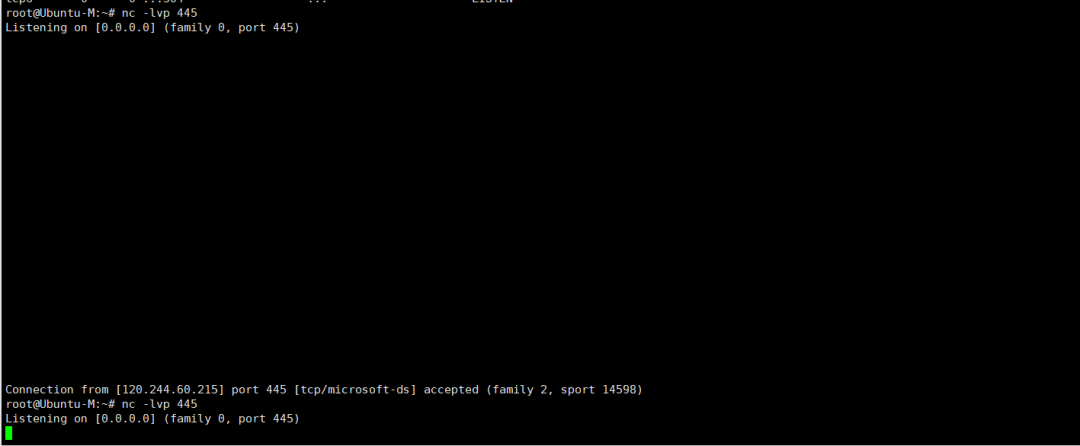 root@Ubuntu-M:~# nc -lvp 445
Listening on [0.0.0.0] (family 0, port 445)
Connection from [120.244.60.215] port 445 [tcp/microsoft-ds] accepted (family 2, sport 14598)
root@Ubuntu-M:~# nc -lvp 445
Listening on [0.0.0.0] (family 0, port 445)